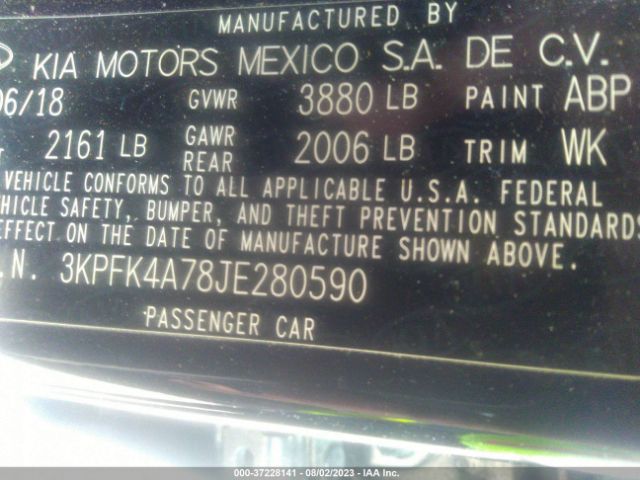 MANUFACTURED BY
KIA MOTORS MEXICO S.A. DE C.V.
06/18 GVWR 3880 LB PAINT ABP
2161 LB GAWR REAR 2006 LB TRIM WK
VEHICLE CONFORMS TO ALL APPLICABLE U.S.A. FEDERAL
VEHICLE SAFETY, BUMPER, AND THEFT PREVENTION STANDARDS
EFFECT ON THE DATE OF MANUFACTURE SHOWN ABOVE.
.N. 3KPFK4A78JE280590
PASSENGER CAR
000-37228141 - 08/02/2023 - IAA Inc.